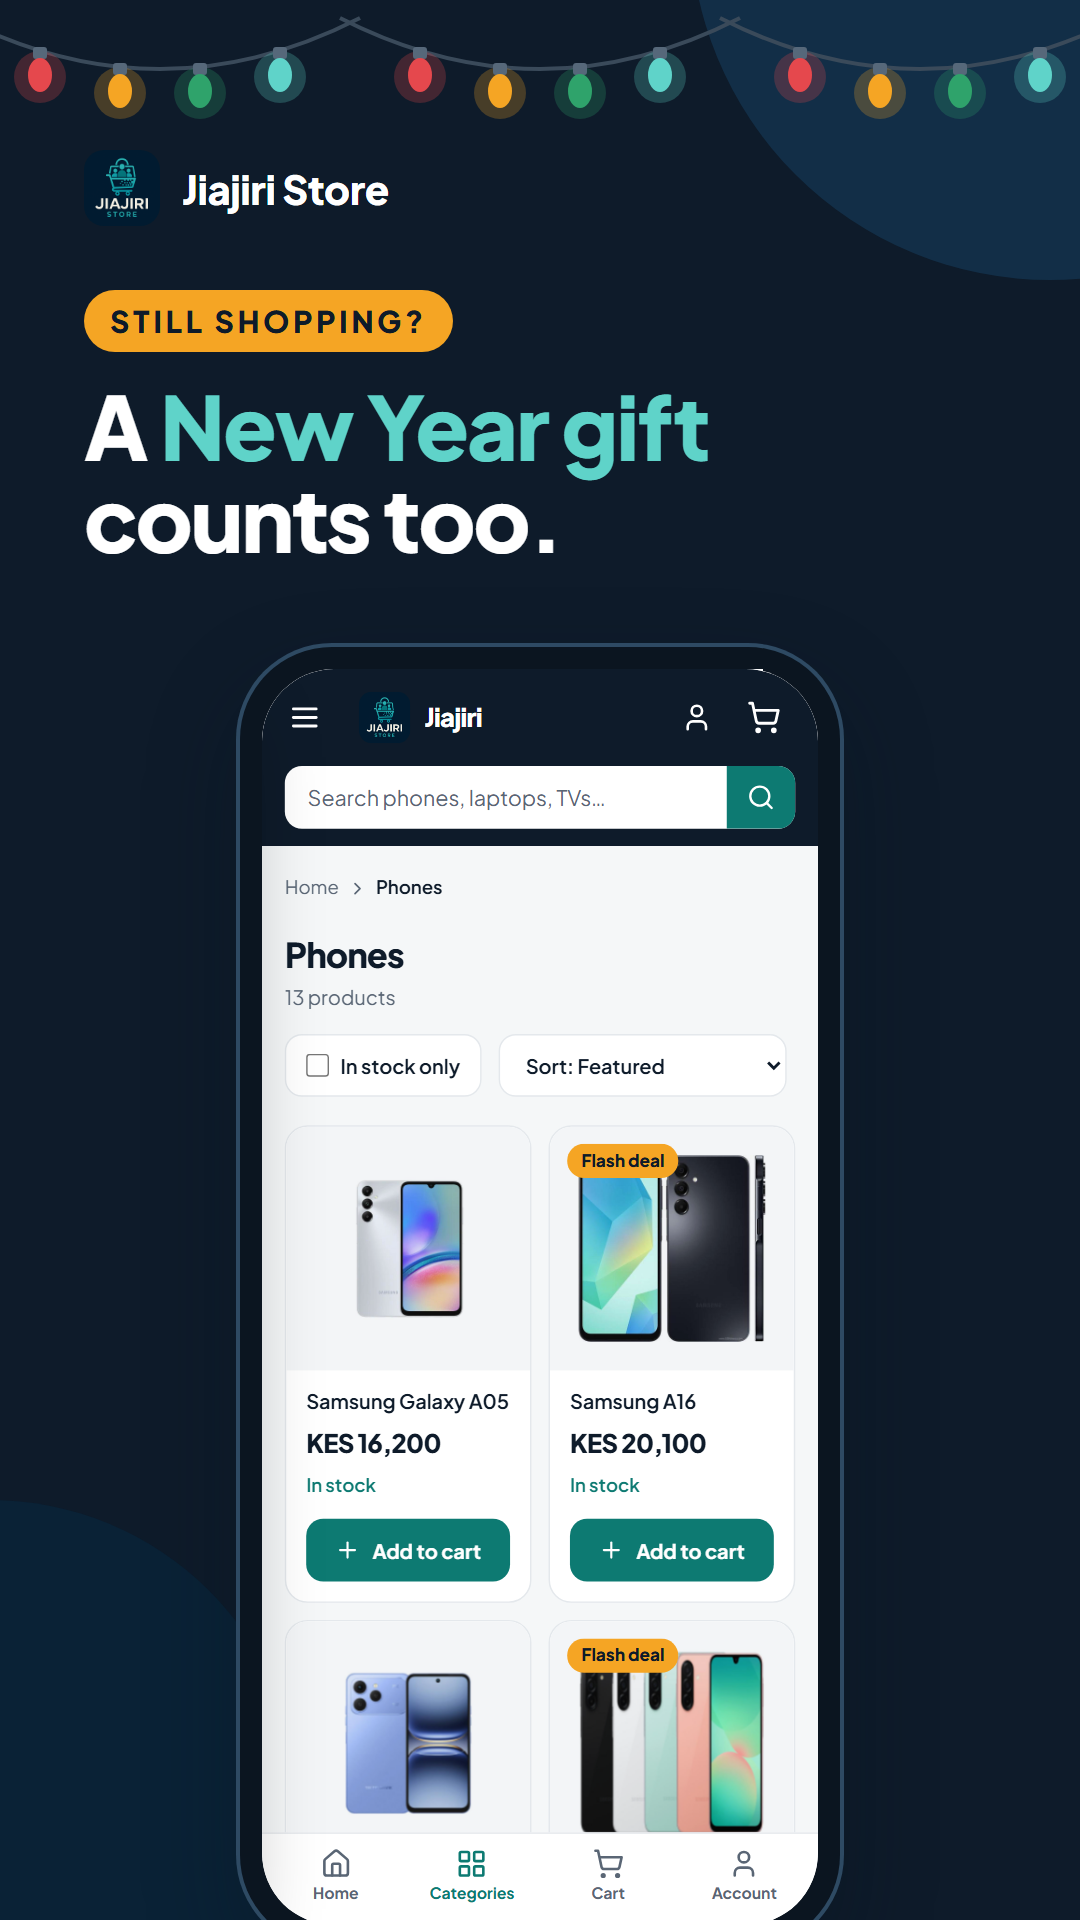 JIAJIRI
STORE
Jiajiri Store
STILL SHOPPING?
A New Year gift
counts too.
JIAJIRI
STORE
Jiajiri
Search phones, laptops, TVs...
Home > Phones
Phones
13 products
In stock only
Sort: Featured
Flash deal
Samsung Galaxy A05
KES 16,200
In stock
+ Add to cart
Samsung A16
KES 20,100
In stock
+ Add to cart
Flash deal
Home
Categories
Cart
Account